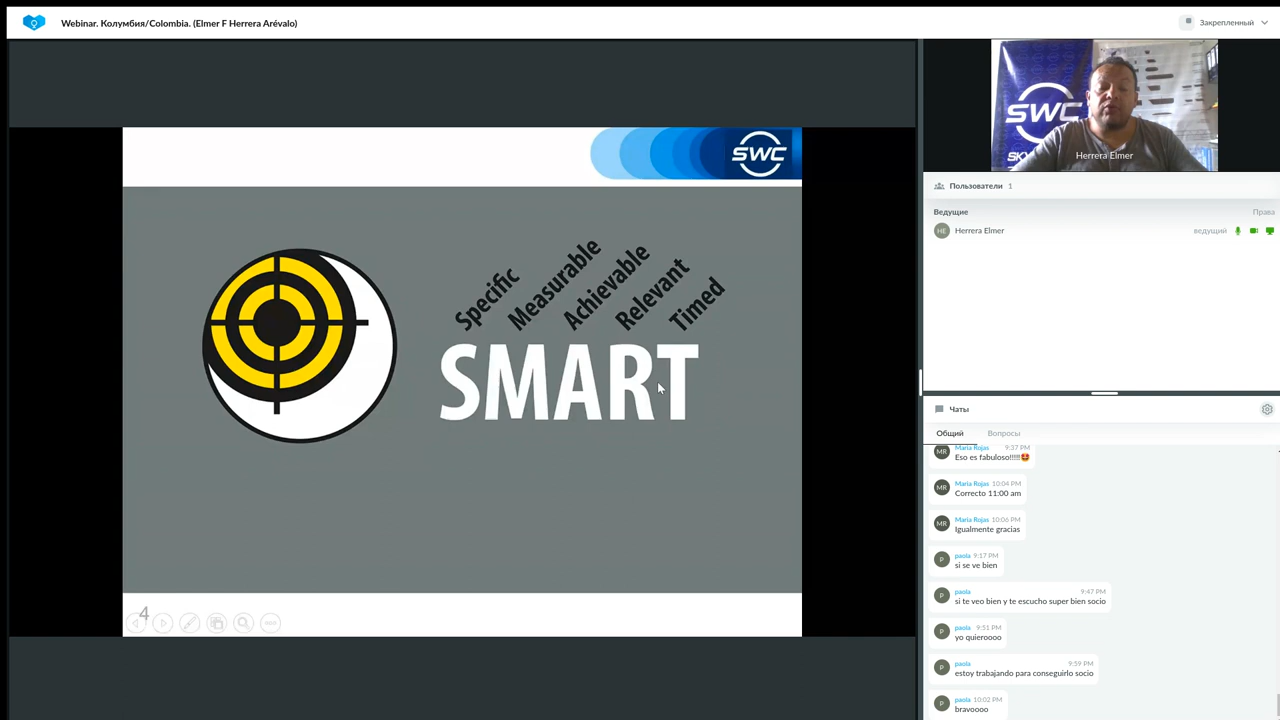 Webinar. Колумбия/Colombia. (Elmer F Herrera Arévalo)
Закрепленный
SWC
Specific
Measurable
Achievable
Relevant
Timed
SMART
4
SWC
SKY
Herrera Elmer
Пользователи 1
Ведущие
Права
HE
Herrera Elmer
ведущий
Чаты
Общий
Вопросы
MR
Maria Rojas 9:37 PM
Eso es fabuloso!!!!!🤩
MR
Maria Rojas 10:04 PM
Correcto 11:00 am
MR
Maria Rojas 10:06 PM
Igualmente gracias
P
paola 9:17 PM
si se ve bien
P
paola 9:47 PM
si te veo bien y te escucho super bien socio
P
paola 9:51 PM
yo quieroooo
P
paola 9:59 PM
estoy trabajando para conseguirlo socio
P
paola 10:02 PM
bravoooo